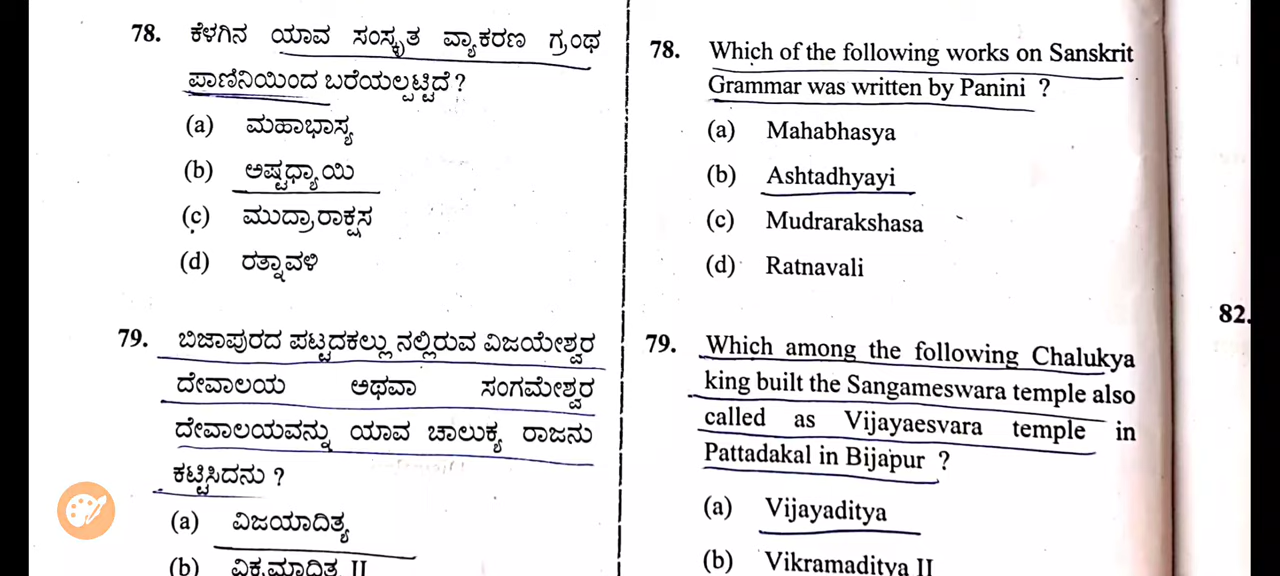 78. ಕೆಳಗಿನ ಯಾವ ಸಂಸ್ಕೃತ ವ್ಯಾಕರಣ ಗ್ರಂಥ
ಪಾಣಿನಿಯಿಂದ ಬರೆಯಲ್ಪಟ್ಟಿದೆ ?
(a) ಮಹಾಭಾಸ್ಯ
(b) ಅಷ್ಟಧ್ಯಾಯಿ
(c) ಮುದ್ರಾರಾಕ್ಷಸ
(d) ರತ್ನಾವಳಿ
79. ಬಿಜಾಪುರದ ಪಟ್ಟದಕಲ್ಲು ನಲ್ಲಿರುವ ವಿಜಯೇಶ್ವರ
ದೇವಾಲಯ ಅಥವಾ ಸಂಗಮೇಶ್ವರ
ದೇವಾಲಯವನ್ನು ಯಾವ ಚಾಲುಕ್ಯ ರಾಜನು
ಕಟ್ಟಿಸಿದನು ?
(a) ವಿಜಯಾದಿತ್ಯ
(b) ವಿಕ್ರಮಾದಿತ್ಯ II
78. Which of the following works on Sanskrit
Grammar was written by Panini ?
(a) Mahabhasya
(b) Ashtadhyayi
(c) Mudrarakshasa
(d) Ratnavali
79. Which among the following Chalukya
king built the Sangameswara temple also
called as Vijayaesvara temple in
Pattadakal in Bijapur ?
(a) Vijayaditya
(b) Vikramaditya II
82.